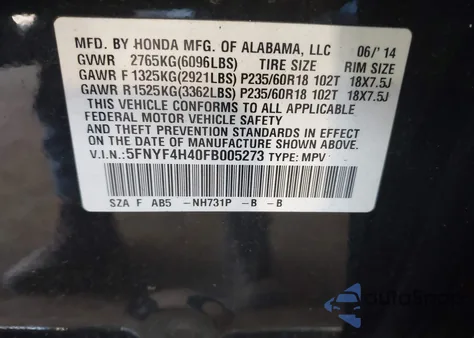 MFD. BY HONDA MFG. OF ALABAMA, LLC 06/'14
GVWR 2765KG(6096LBS) TIRE SIZE RIM SIZE
GAWR F 1325KG(2921LBS) P235/60R18 102T 18X7.5J
GAWR R 1525KG(3362LBS) P235/60R18 102T 18X7.5J
THIS VEHICLE CONFORMS TO ALL APPLICABLE
FEDERAL MOTOR VEHICLE SAFETY
AND THEFT PREVENTION STANDARDS IN EFFECT
ON THE DATE OF MANUFACTURE SHOWN ABOVE.
V.I.N.: 5FNYF4H40FB005273 TYPE: MPV
SZA F AB5 -NH731P -B -B